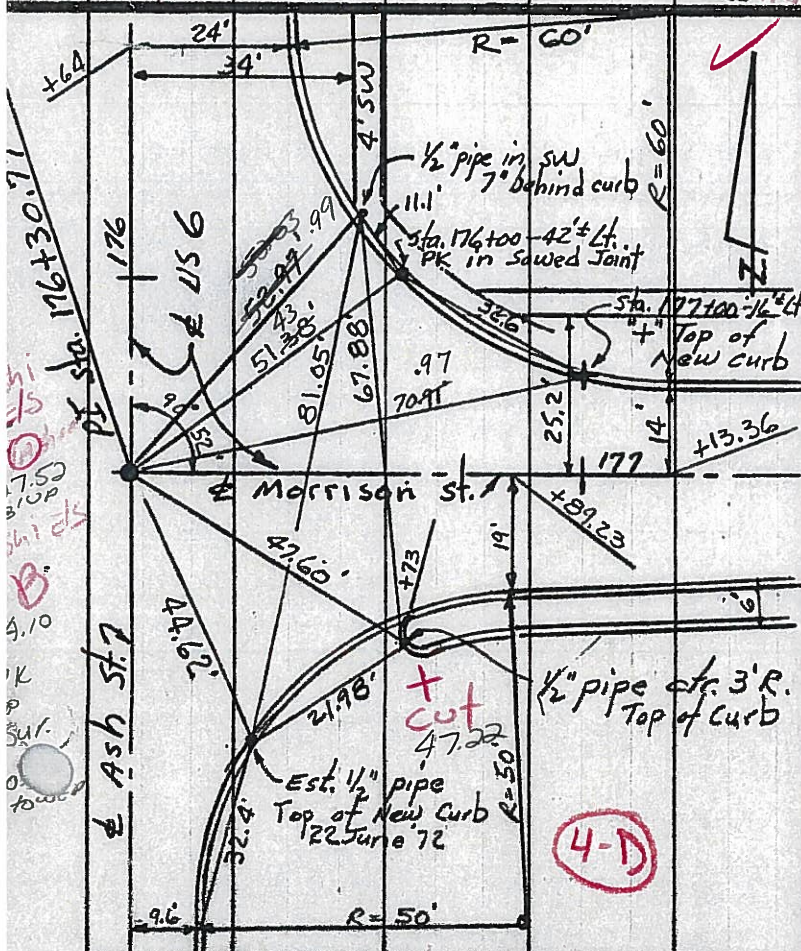 24'
R = 60'
+64
34'
4' SW
R = 60'
1/2" pipe in SW
7" behind curb
11.1'
Sta. 176+00 - 42'± Lt.
PK in Sawed Joint
PI Sta. 176+30.71
176
℄ US 6
.99
52.97
43'
51.38'
81.05'
67.88'
32.6'
Sta. 177+00 - 16'± Lt
"+" Top of
New curb
.97
70.91'
25.2'
14'
N
52'
+13.36
177
℄ Morrison St.
+89.23
7.52
47.60'
+73
19'
B
6'
44.62'
4.10
21.98'
+
cut
47.22
1/2" pipe ctr. 3' R.
Top of Curb
℄ Ash St.
R = 50'
Est. 1/2" pipe
Top of New Curb
22 June '72
32.4'
4-D
9.6'
R = 50'